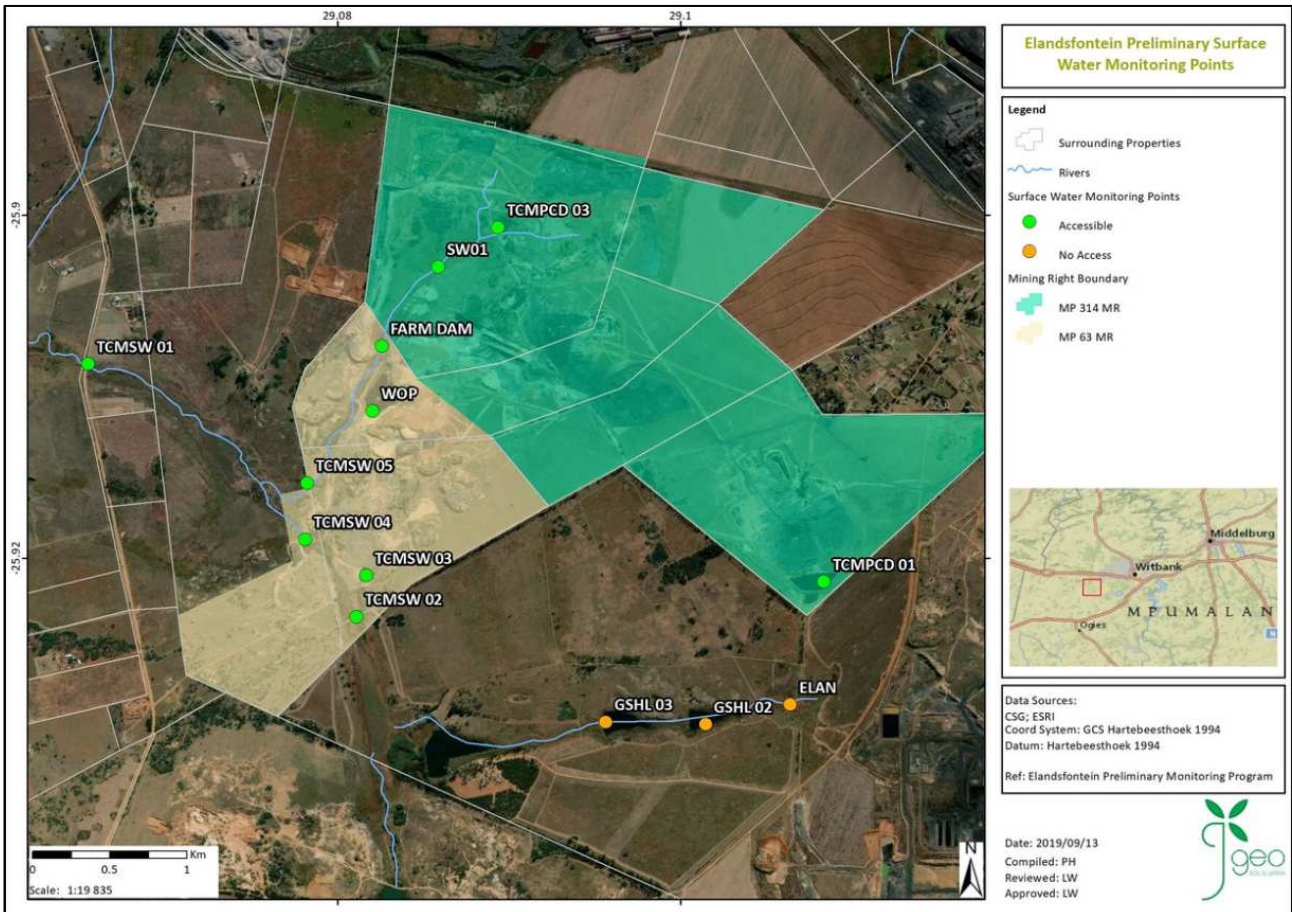 29.08
29.1
-25.9
-25.92
TCMPCD 03
SW01
FARM DAM
TCMSW 01
WOP
TCMSW 05
TCMSW 04
TCMSW 03
TCMSW 02
TCMPCD 01
ELAN
GSHL 03
GSHL 02
Km
0 0.5 1
Scale: 1:19 835
N
Elandsfontein Preliminary Surface
Water Monitoring Points
Legend
Surrounding Properties
Rivers
Surface Water Monitoring Points
Accessible
No Access
Mining Right Boundary
MP 314 MR
MP 63 MR
Middelburg
Witbank
MPUMALAN
Ogies
Data Sources:
CSG; ESRI
Coord System: GCS Hartebeesthoek 1994
Datum: Hartebeesthoek 1994
Ref: Elandsfontein Preliminary Monitoring Program
Date: 2019/09/13
Compiled: PH
Reviewed: LW
Approved: LW
geo